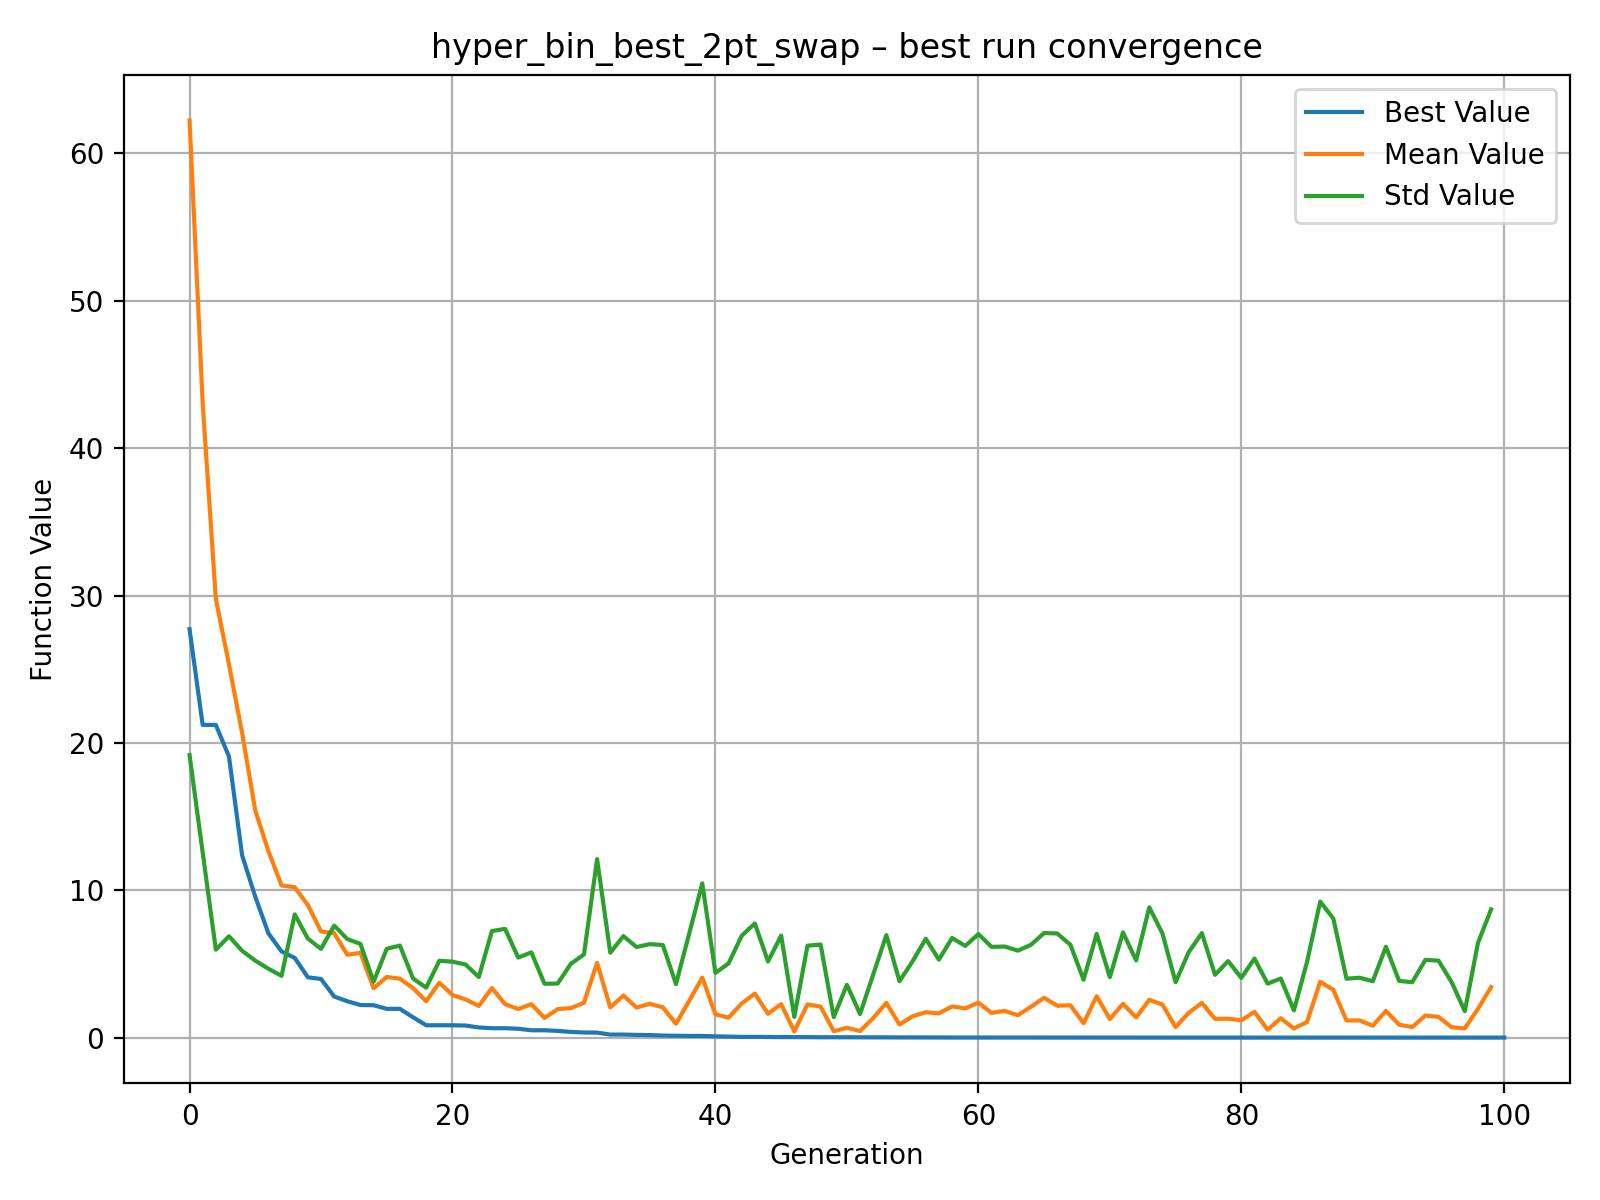 hyper_bin_best_2pt_swap – best run convergence
Best Value
Mean Value
Std Value
Function Value
60
50
40
30
20
10
0
0 20 40 60 80 100
Generation